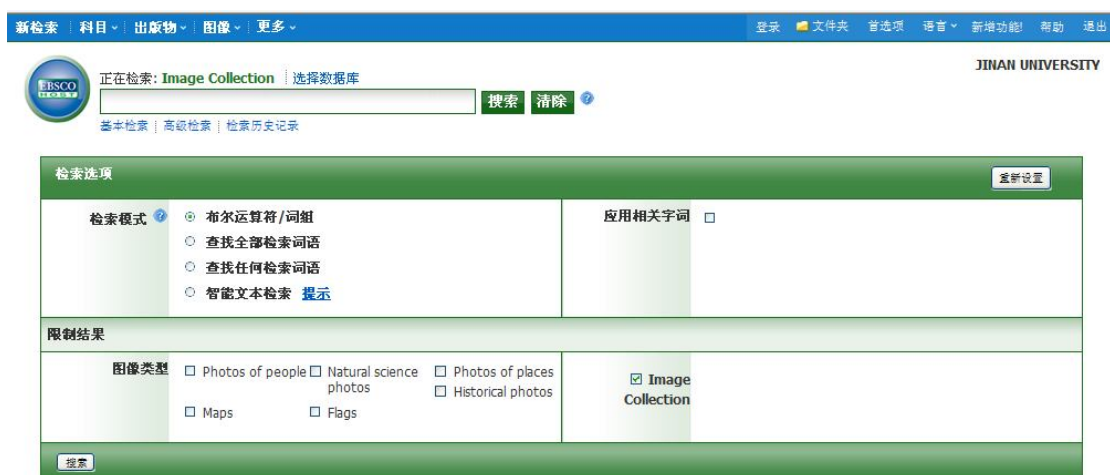 新检索 科目 出版物 图像 更多 登录 文件夹 首选项 语言 新增功能! 帮助 退出
JINAN UNIVERSITY
正在检索: Image Collection 选择数据库
EBSCO HOST
搜索 清除
基本检索 高级检索 检索历史记录
检索选项 重新设置
检索模式 布尔运算符/词组 应用相关字词
查找全部检索词语
查找任何检索词语
智能文本检索 提示
限制结果
图像类型 Photos of people Natural science photos Photos of places
Historical photos
Image Collection
Maps Flags
搜索